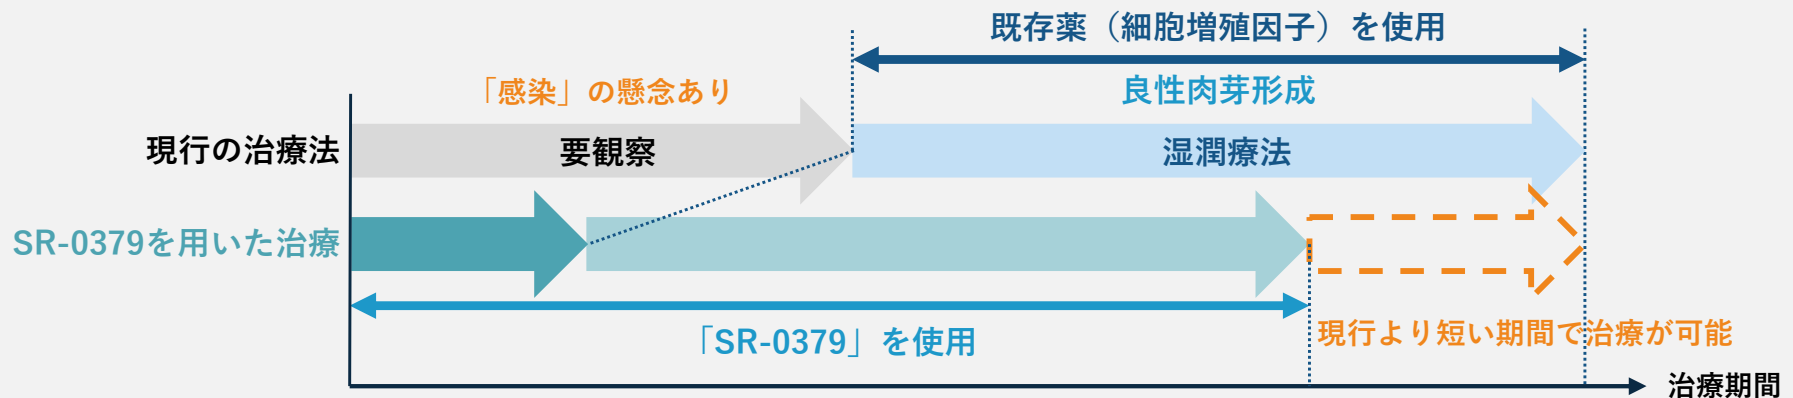 既存薬（細胞増殖因子）を使用
「感染」の懸念あり
良性肉芽形成
現行の治療法
要観察
湿潤療法
SR-0379を用いた治療
「SR-0379」を使用
現行より短い期間で治療が可能
治療期間